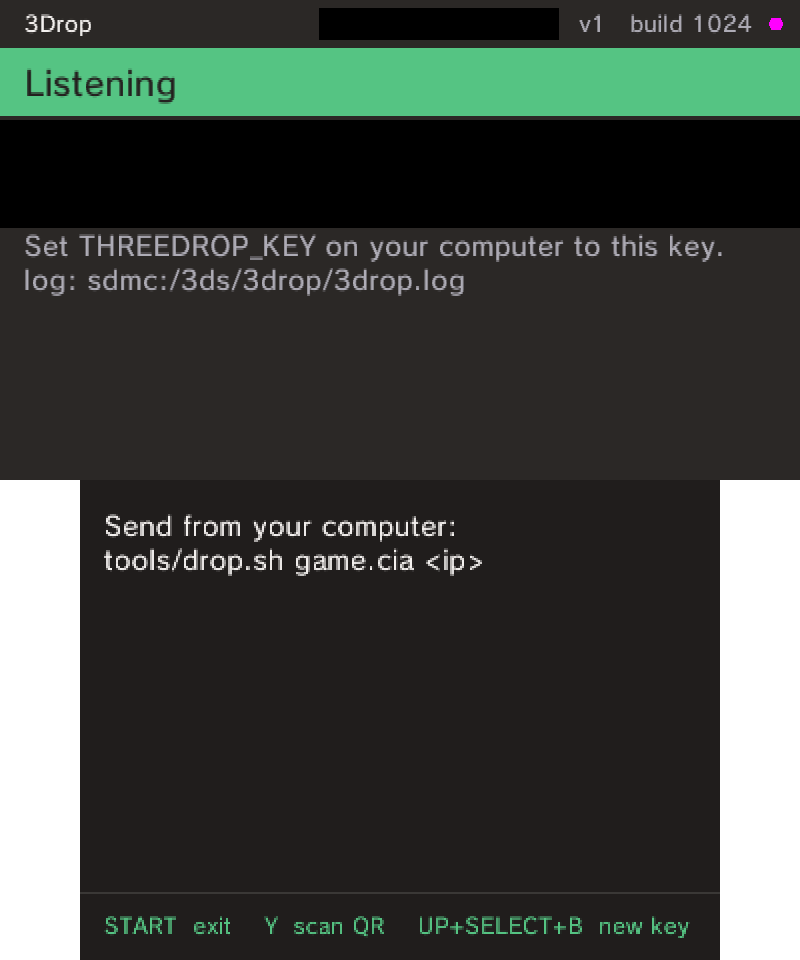 3Drop v1 build 1024
Listening
Set THREEDROP_KEY on your computer to this key.
log: sdmc:/3ds/3drop/3drop.log
Send from your computer:
tools/drop.sh game.cia <ip>
START exit Y scan QR UP+SELECT+B new key